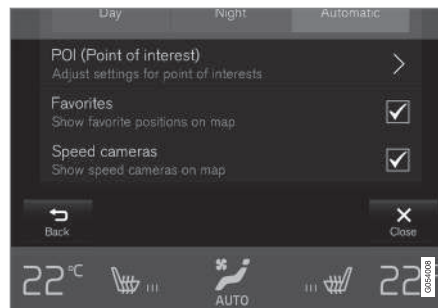 Day Night Automatic
POI (Point of interest)
Adjust settings for point of interests
Favorites
Show favorite positions on map
Speed cameras
Show speed cameras on map
Back Close
22°C AUTO 22°
G054008